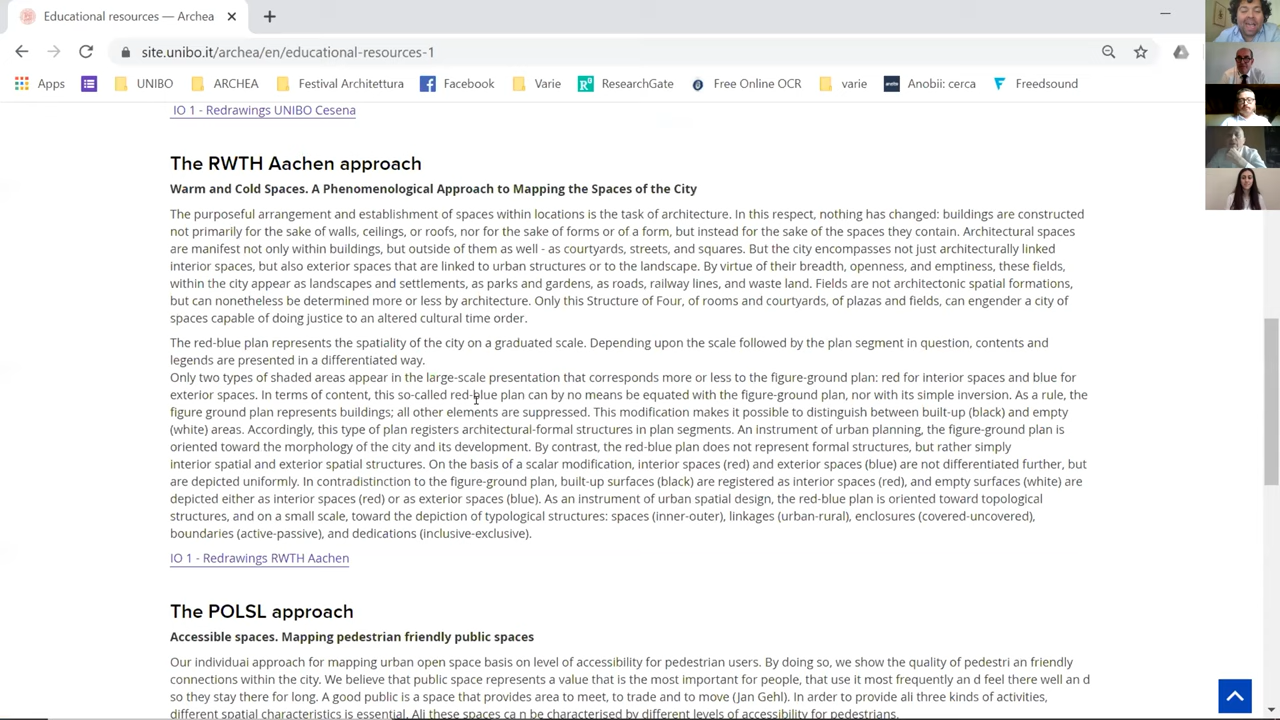 Educational resources — Archea
site.unibo.it/archea/en/educational-resources-1
Apps UNIBO ARCHEA Festival Architettura Facebook Varie ResearchGate Free Online OCR varie Anobii: cerca Freedsound
IO 1 - Redrawings UNIBO Cesena
The RWTH Aachen approach
Warm and Cold Spaces. A Phenomenological Approach to Mapping the Spaces of the City
The purposeful arrangement and establishment of spaces within locations is the task of architecture. In this respect, nothing has changed: buildings are constructed
not primarily for the sake of walls, ceilings, or roofs, nor for the sake of forms or of a form, but instead for the sake of the spaces they contain. Architectural spaces
are manifest not only within buildings, but outside of them as well - as courtyards, streets, and squares. But the city encompasses not just architecturally linked
interior spaces, but also exterior spaces that are linked to urban structures or to the landscape. By virtue of their breadth, openness, and emptiness, these fields,
within the city appear as landscapes and settlements, as parks and gardens, as roads, railway lines, and waste land. Fields are not architectonic spatial formations,
but can nonetheless be determined more or less by architecture. Only this Structure of Four, of rooms and courtyards, of plazas and fields, can engender a city of
spaces capable of doing justice to an altered cultural time order.
The red-blue plan represents the spatiality of the city on a graduated scale. Depending upon the scale followed by the plan segment in question, contents and
legends are presented in a differentiated way.
Only two types of shaded areas appear in the large-scale presentation that corresponds more or less to the figure-ground plan: red for interior spaces and blue for
exterior spaces. In terms of content, this so-called red-blue plan can by no means be equated with the figure-ground plan, nor with its simple inversion. As a rule, the
figure ground plan represents buildings; all other elements are suppressed. This modification makes it possible to distinguish between built-up (black) and empty
(white) areas. Accordingly, this type of plan registers architectural-formal structures in plan segments. An instrument of urban planning, the figure-ground plan is
oriented toward the morphology of the city and its development. By contrast, the red-blue plan does not represent formal structures, but rather simply
interior spatial and exterior spatial structures. On the basis of a scalar modification, interior spaces (red) and exterior spaces (blue) are not differentiated further, but
are depicted uniformly. In contradistinction to the figure-ground plan, built-up surfaces (black) are registered as interior spaces (red), and empty surfaces (white) are
depicted either as interior spaces (red) or as exterior spaces (blue). As an instrument of urban spatial design, the red-blue plan is oriented toward topological
structures, and on a small scale, toward the depiction of typological structures: spaces (inner-outer), linkages (urban-rural), enclosures (covered-uncovered),
boundaries (active-passive), and dedications (inclusive-exclusive).
IO 1 - Redrawings RWTH Aachen
The POLSL approach
Accessible spaces. Mapping pedestrian friendly public spaces
Our individuai approach for mapping urban open space basis on level of accessibility for pedestrian users. By doing so, we show the quality of pedestri an friendly
connections within the city. We believe that public space represents a value that is the most important for people, that use it most frequently an d feel there well an d
so they stay there for long. A good public is a space that provides area to meet, to trade and to move (Jan Gehl). In order to provide ali three kinds of activities,
different spatial characteristics is essential. Ali these spaces ca n be characterised by different levels of accessibility for pedestrians.